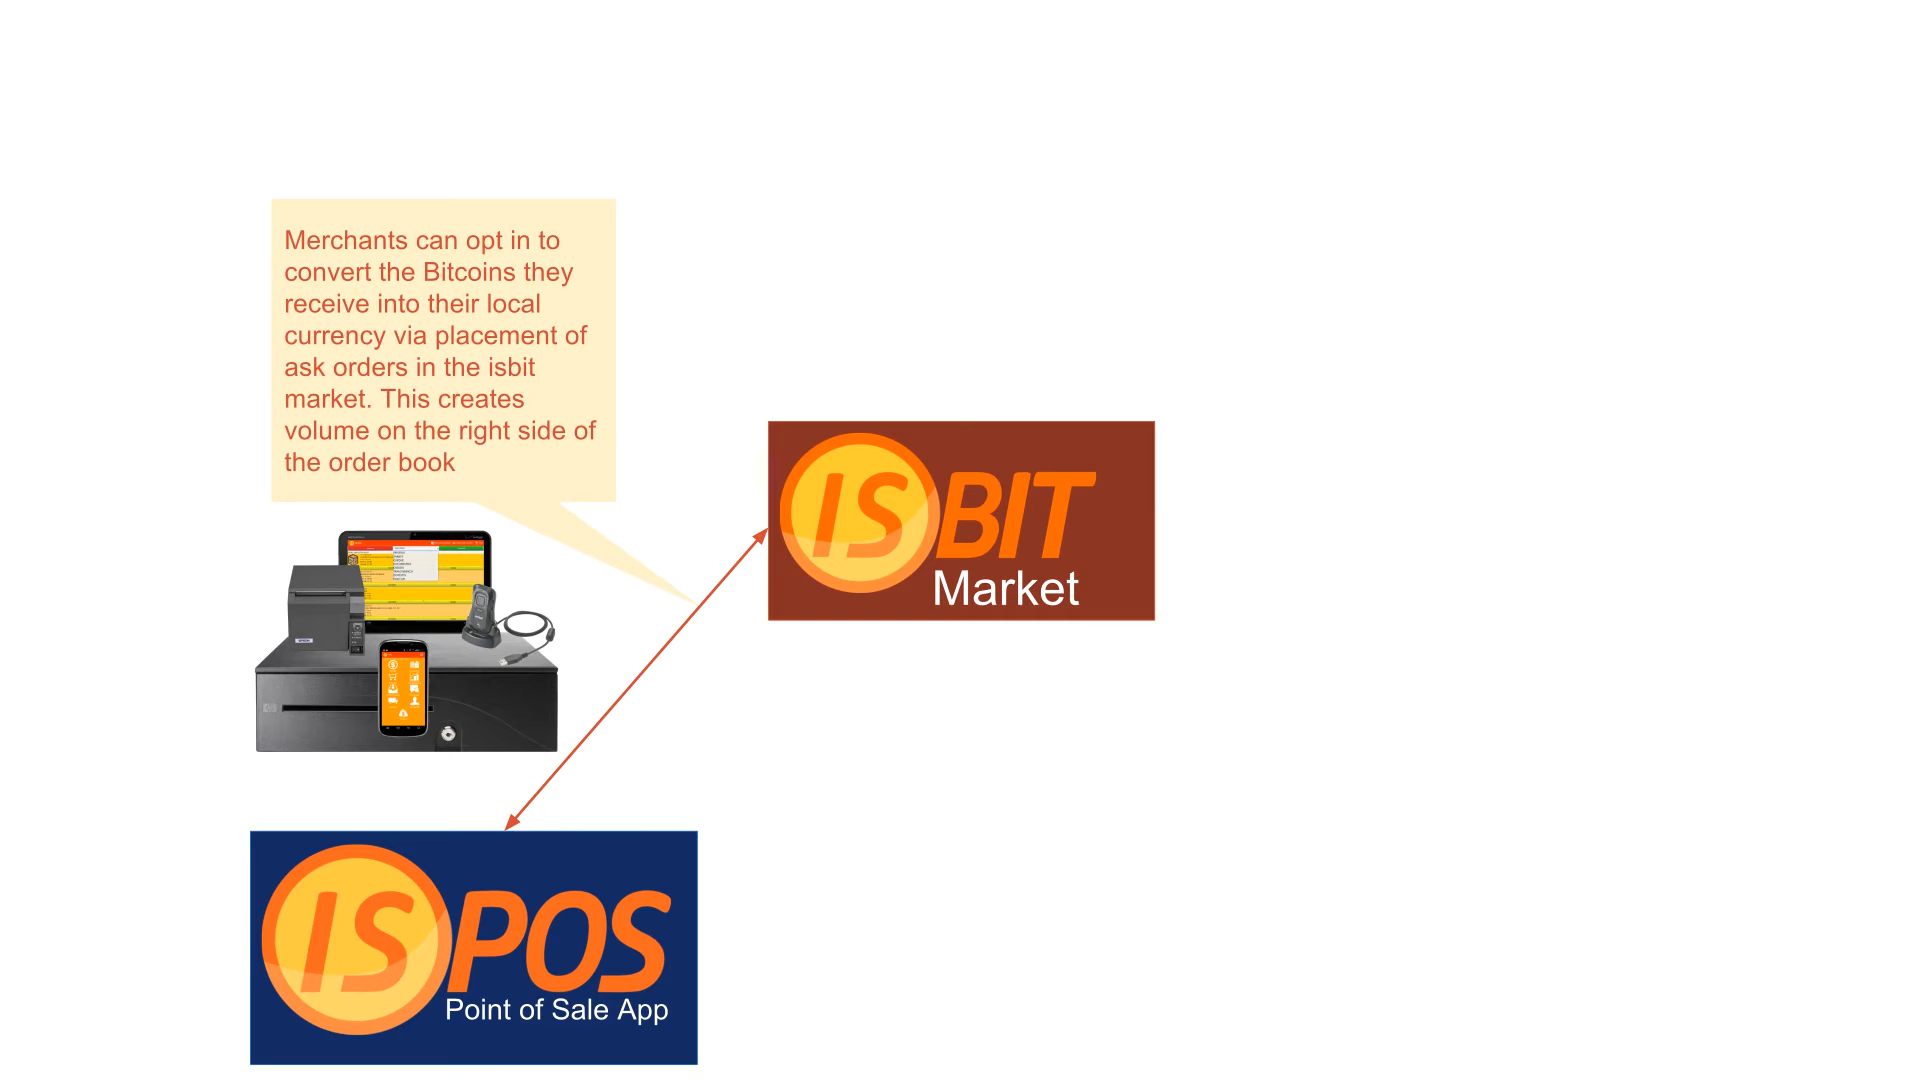 Merchants can opt in to
convert the Bitcoins they
receive into their local
currency via placement of
ask orders in the isbit
market. This creates
volume on the right side of
the order book
ISBIT
Market
ISPOS
Point of Sale App